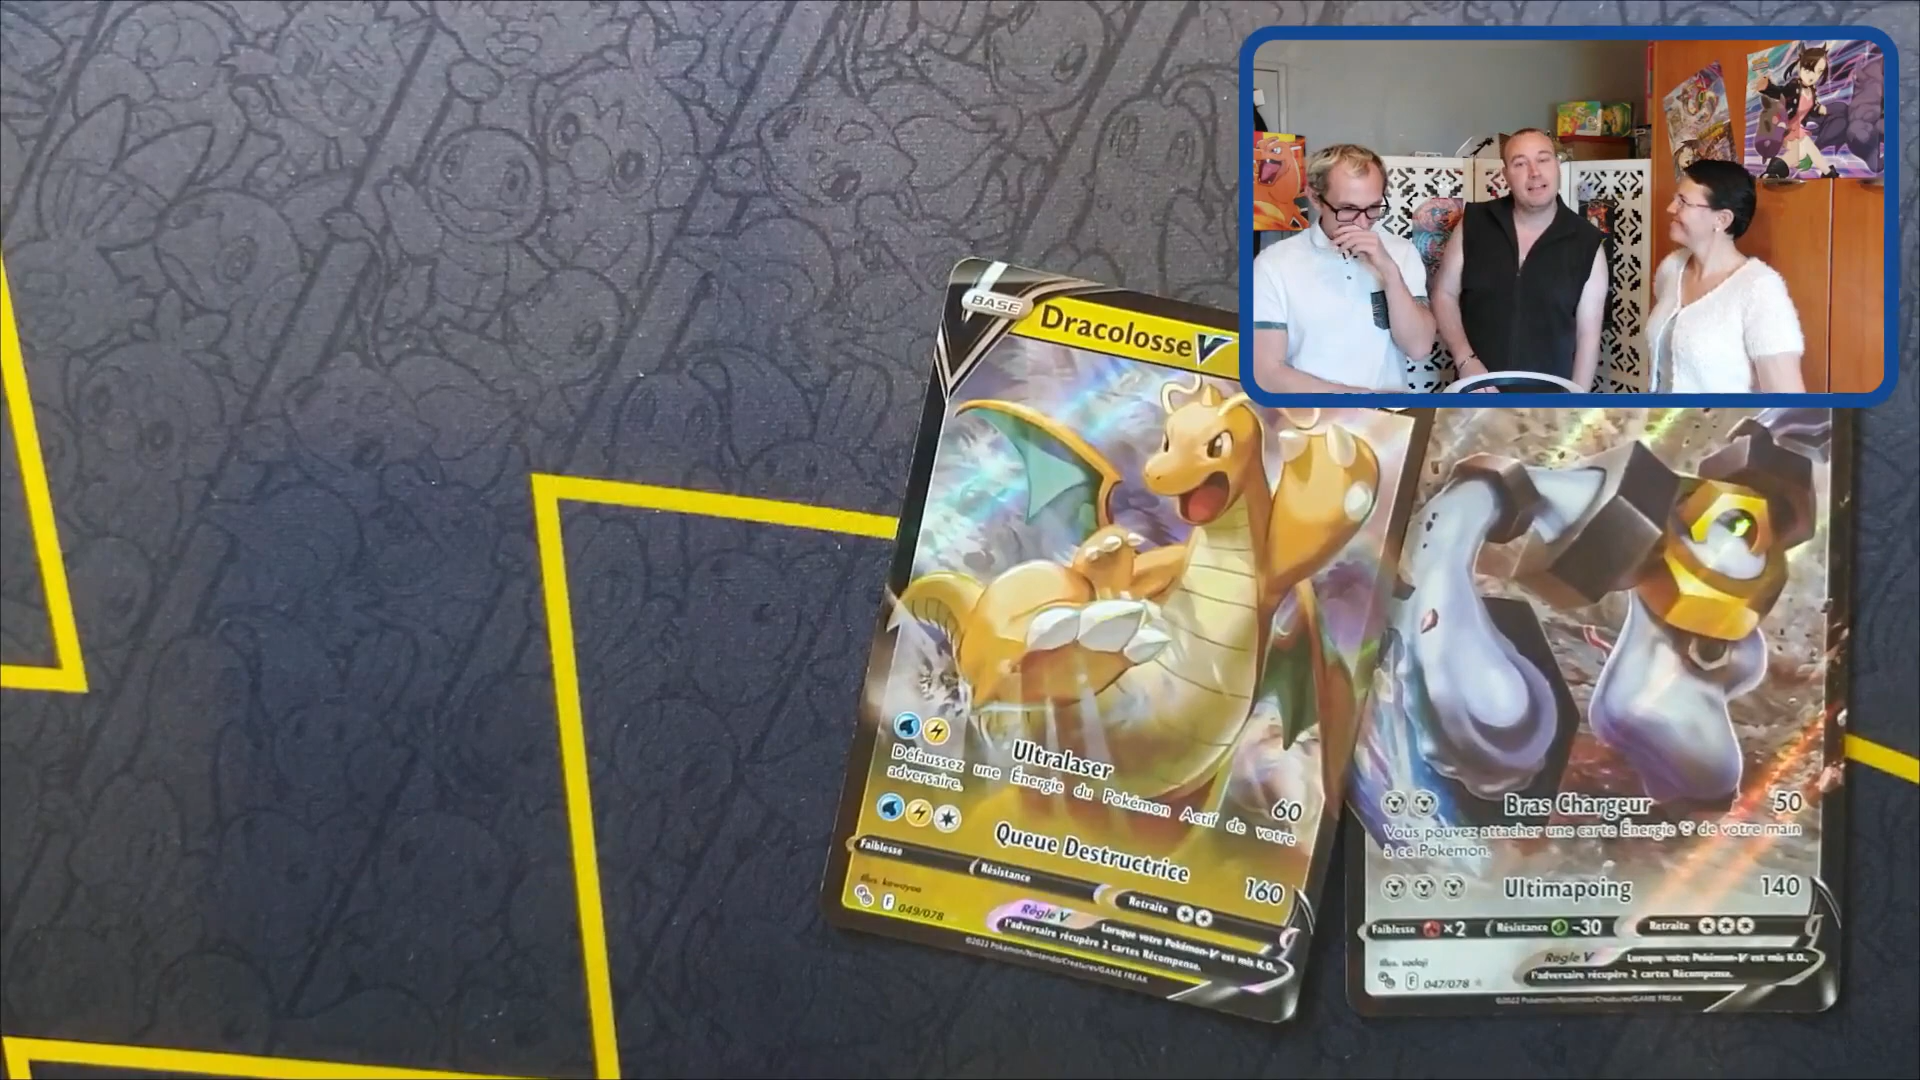 BASE
Dracolosse V
Ultralaser 60
Défaussez une Énergie du Pokémon Actif de votre
adversaire.
Queue Destructrice 160
Faiblesse Résistance Retraite
Illus. kawayoo
F 049/078
Règle V Lorsque votre Pokémon-V est mis K.O.,
l'adversaire récupère 2 cartes Récompense.
©2022 Pokémon/Nintendo/Creatures/GAME FREAK
Bras Chargeur 50
Vous pouvez attacher une carte Énergie de votre main
à ce Pokémon.
Ultimapoing 140
Faiblesse ×2 Résistance -30 Retraite
Illus. sadaji
F 047/078
Règle V Lorsque votre Pokémon-V est mis K.O.,
l'adversaire récupère 2 cartes Récompense.
©2022 Pokémon/Nintendo/Creatures/GAME FREAK